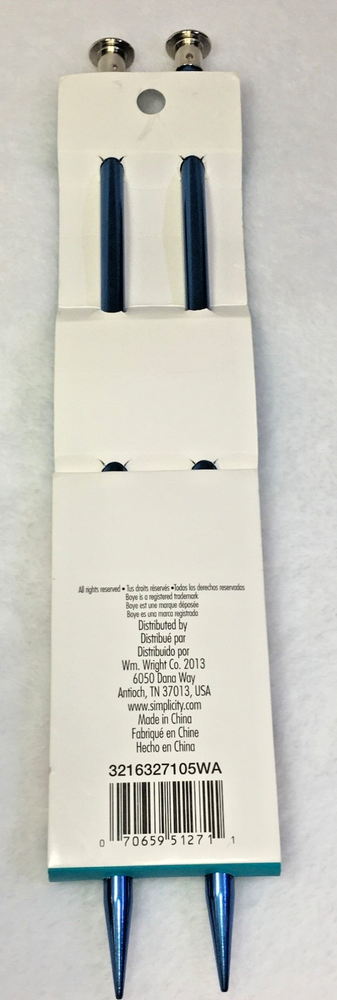 All rights reserved • Tus droits réservés •Todos los derechos reservados
Boye is a registered trademark
Boye est une marque déposée
Boye es una marca registrada
Distributed by
Distribué par
Distribuido por
Wm. Wright Co. 2013
6050 Dana Way
Antioch, TN 37013, USA
www.simplicity.com
Made in China
Fabriqué en Chine
Hecho en China
3216327105WA
0 70659 51271 1